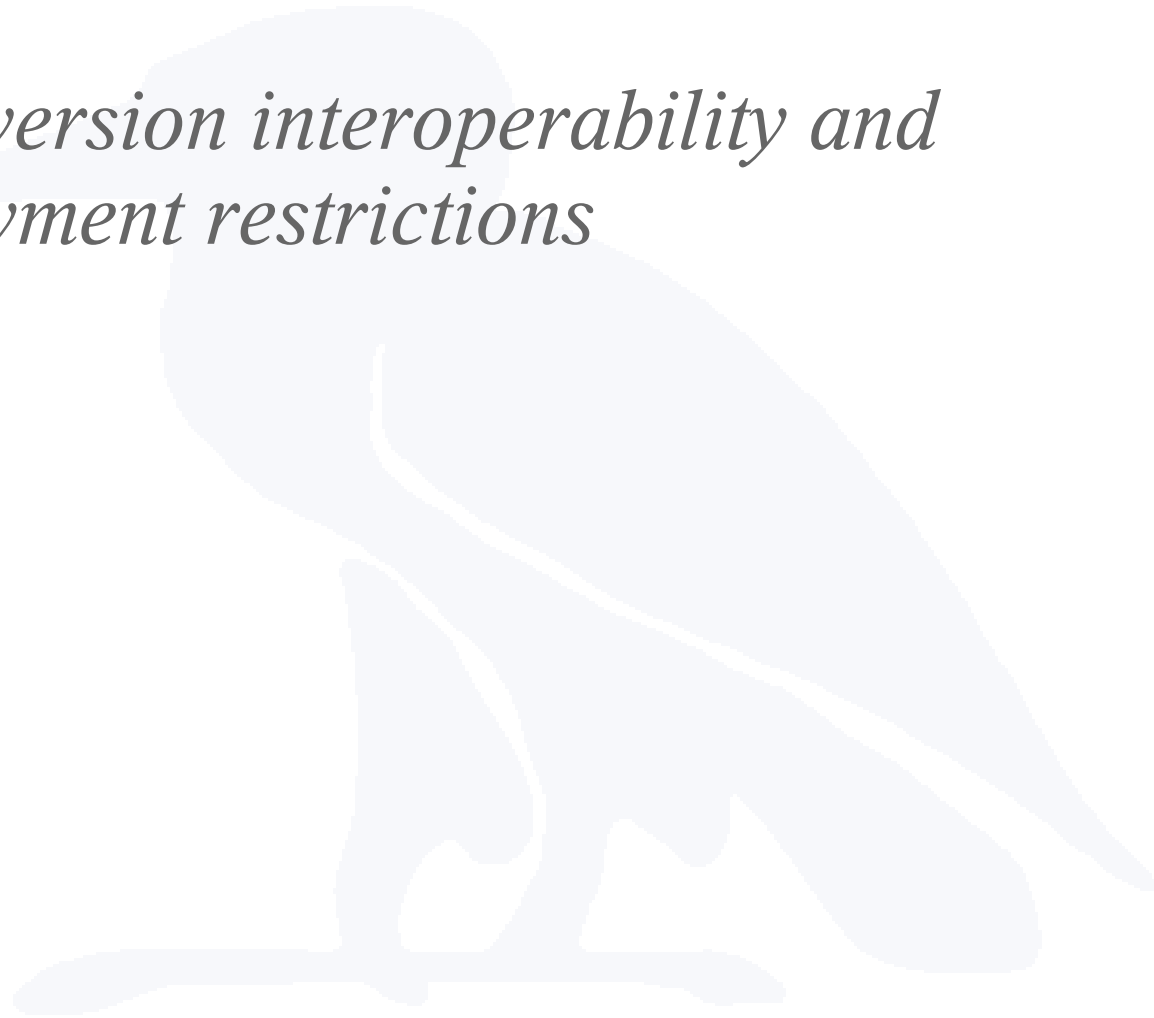 version interoperability and
yment restrictions